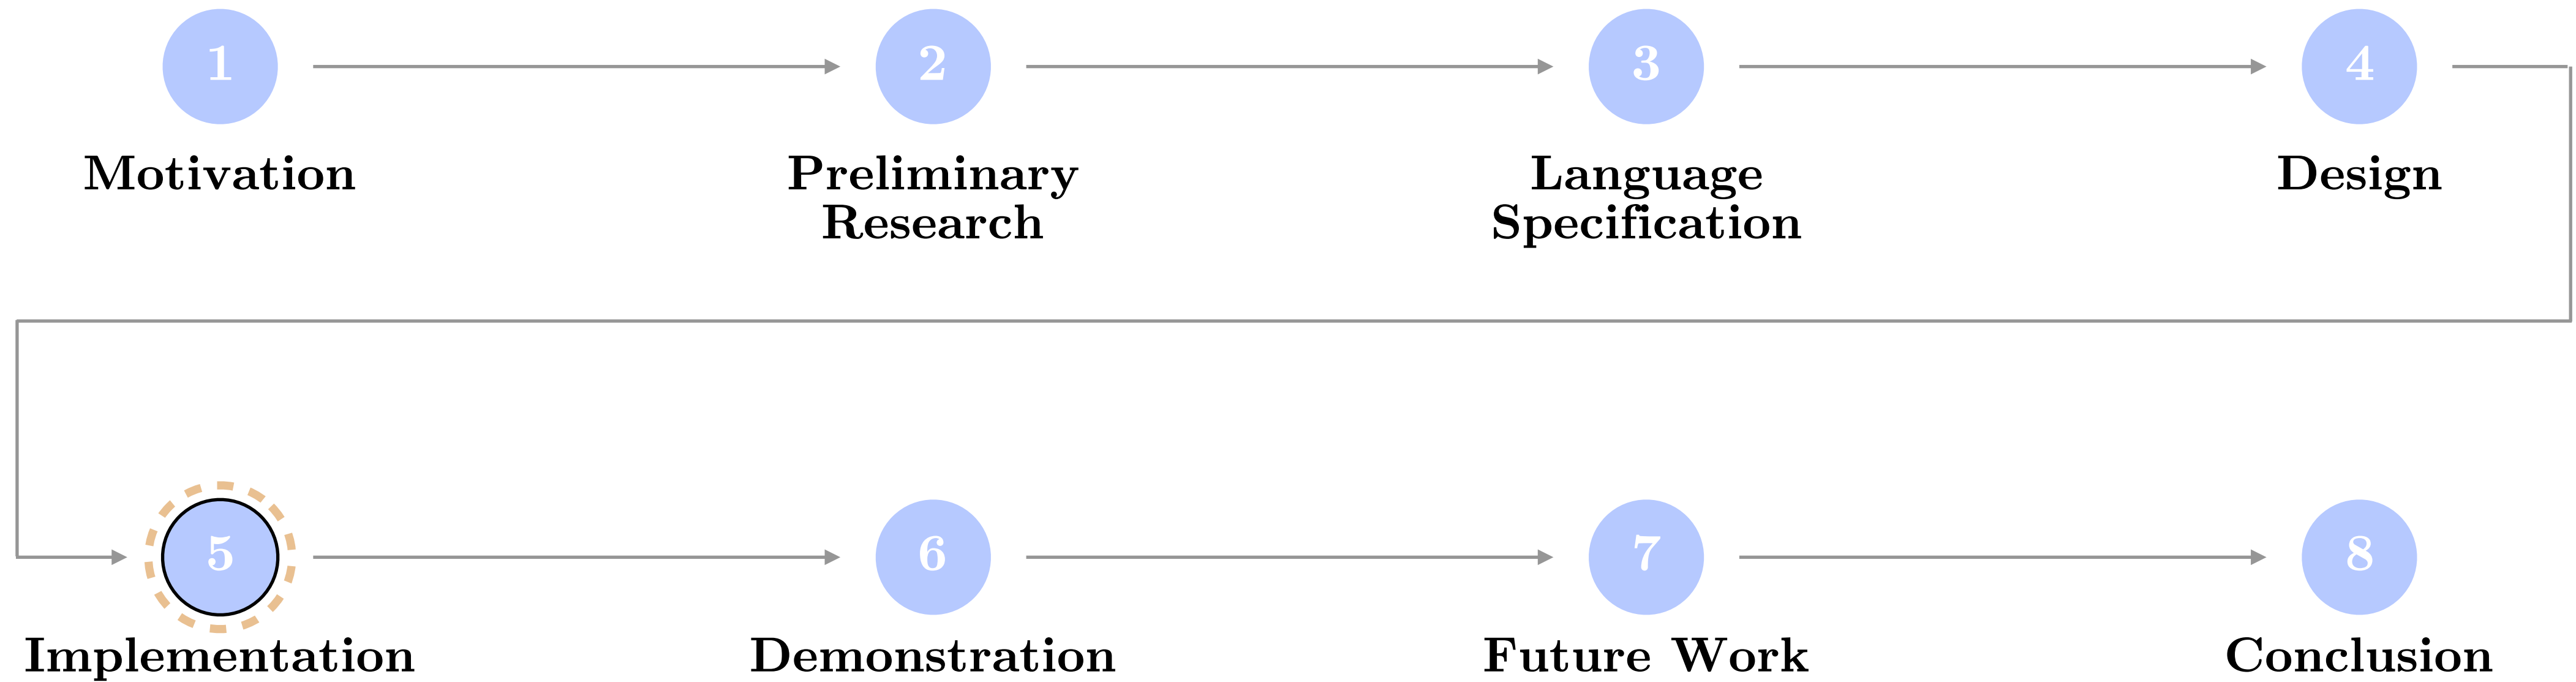 1
2
3
4
Motivation
Preliminary
Research
Language
Specification
Design
5
6
7
8
Implementation
Demonstration
Future Work
Conclusion